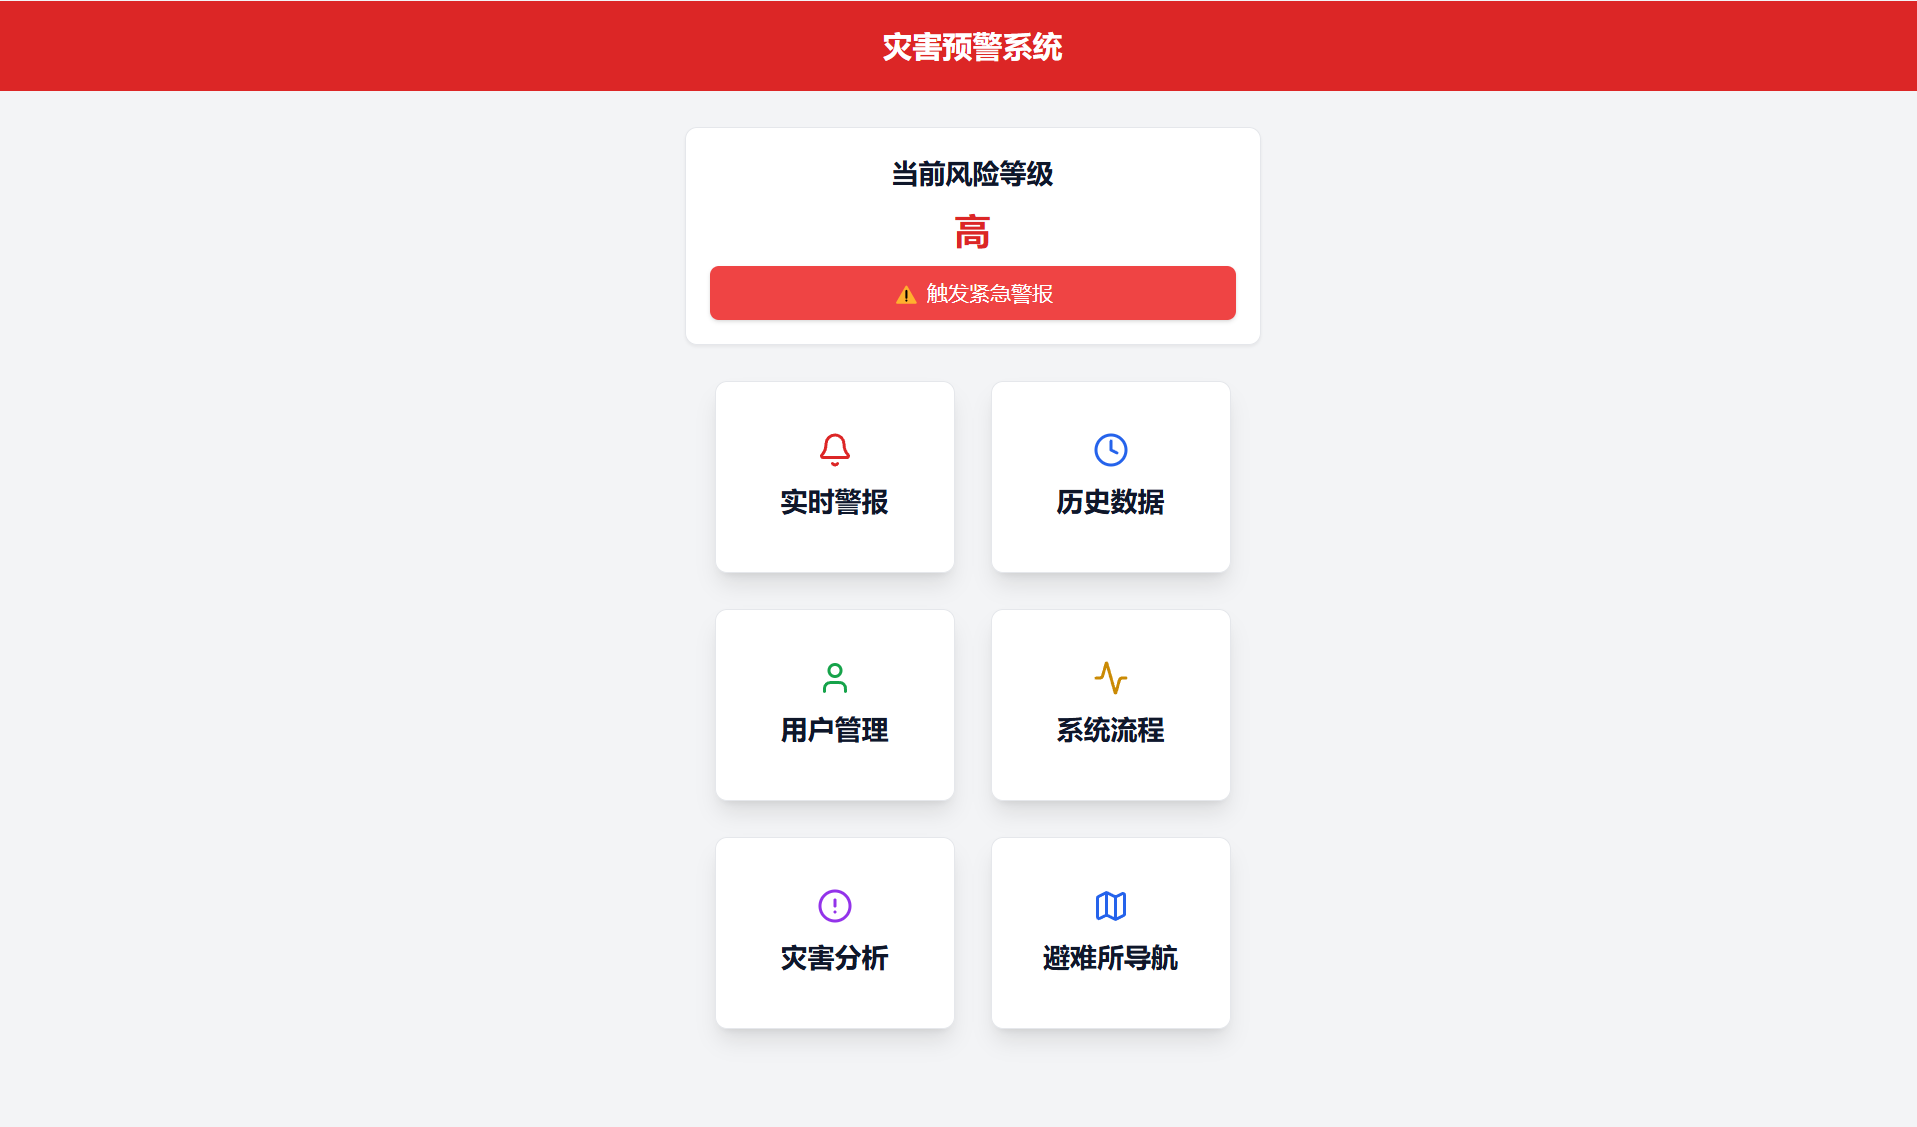 灾害预警系统
当前风险等级
高
⚠️ 触发紧急警报
实时警报
历史数据
用户管理
系统流程
灾害分析
避难所导航